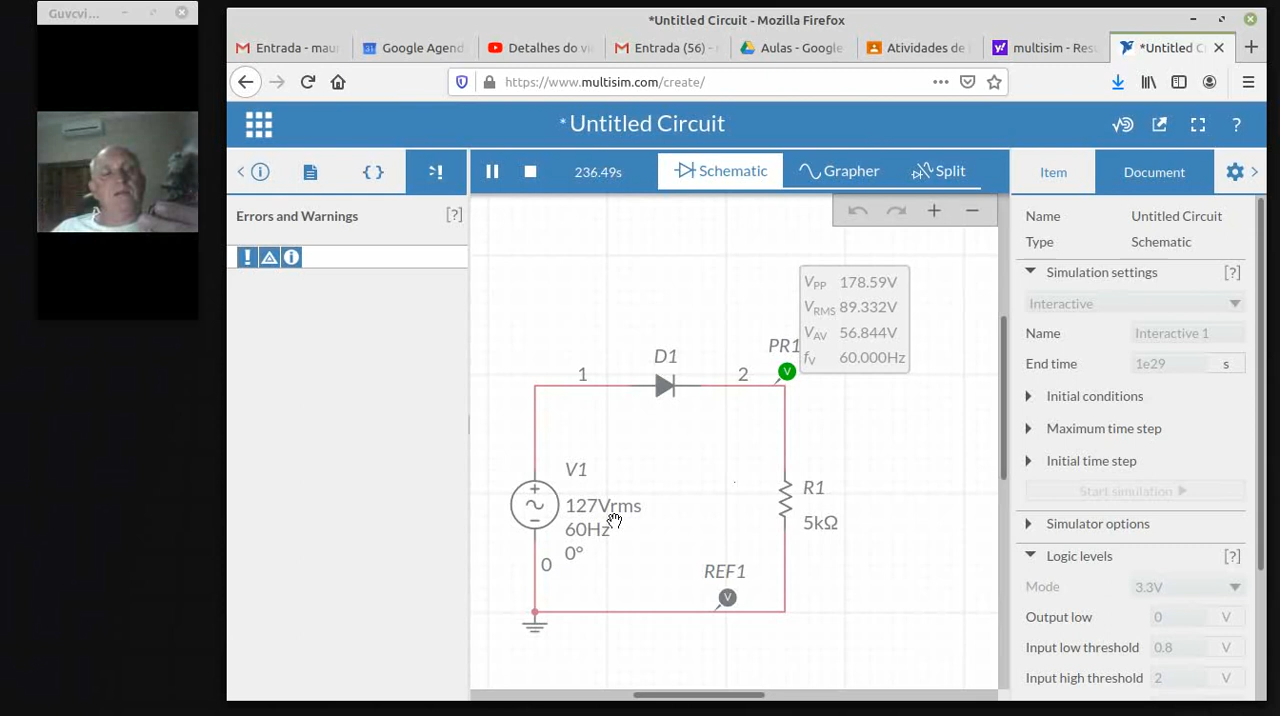 Guvcvi...
*Untitled Circuit - Mozilla Firefox
Entrada - mau
Google Agend
Detalhes do ví
Entrada (56) -
Aulas - Google
Atividades de
multisim - Res
*Untitled C
https://www.multisim.com/create/
* Untitled Circuit
?
236.49s
Schematic
Grapher
Split
Item
Document
Errors and Warnings
[?]
Name
Untitled Circuit
Type
Schematic
Simulation settings
[?]
Interactive
Name
Interactive 1
End time
1e29
s
Initial conditions
Maximum time step
Initial time step
Start simulation
Simulator options
Logic levels
[?]
Mode
3.3V
Output low
0
V
Input low threshold
0.8
V
Input high threshold
2
V
VPP 178.59V
VRMS 89.332V
VAV 56.844V
fV 60.000Hz
PR1
V
D1
1
2
V1
127Vrms
60Hz
0°
0
R1
5kΩ
REF1
V